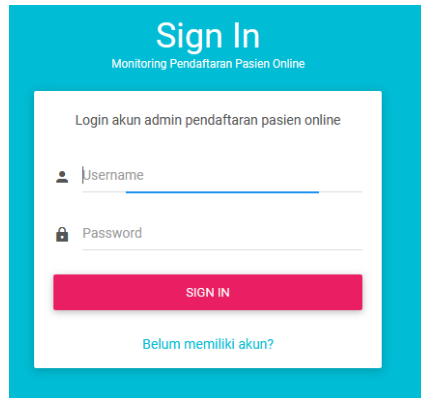 Sign In
Monitoring Pendaftaran Pasien Online
Login akun admin pendaftaran pasien online
Username
Password
SIGN IN
Belum memiliki akun?